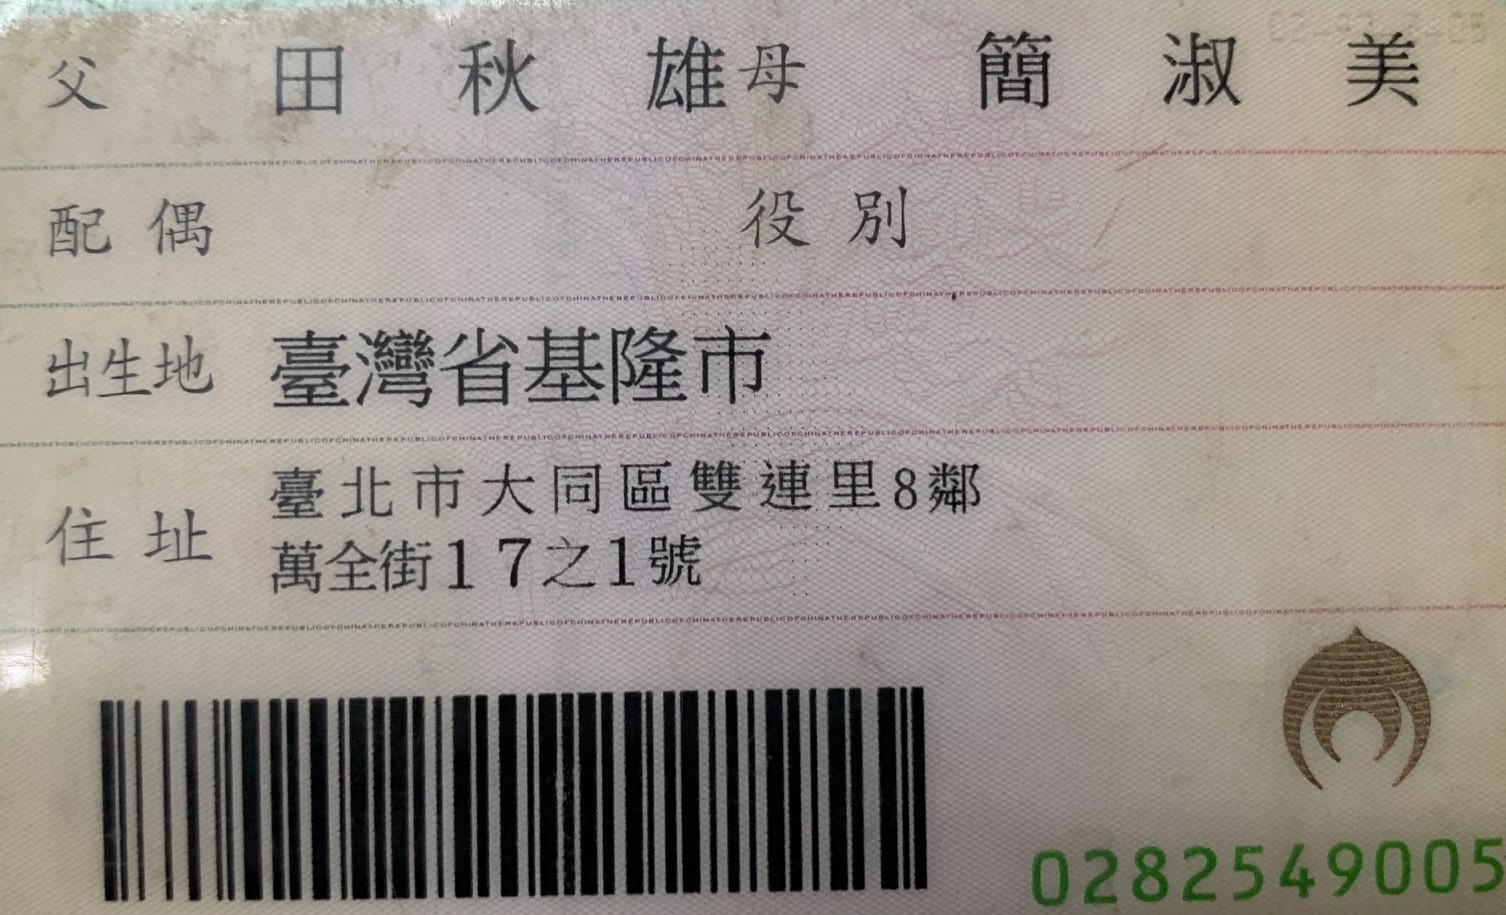 父 田秋雄 母 簡淑美
配偶 役別
出生地 臺灣省基隆市
住址 臺北市大同區雙連里8鄰
萬全街17之1號
0282549005